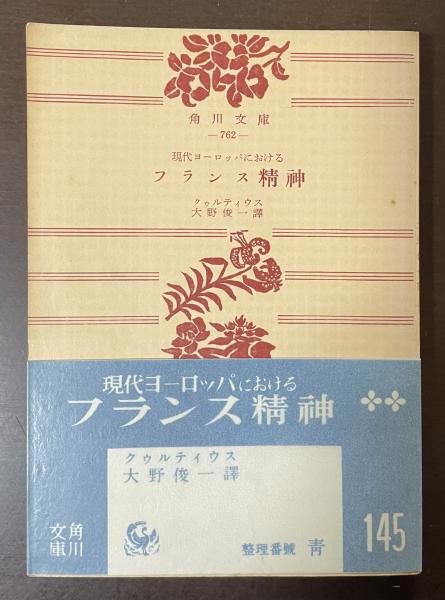 角川文庫
—762—
現代ヨーロッパにおける
フランス精神
クゥルティウス
大野俊一譯
現代ヨーロッパにおける
フランス精神
クゥルティウス
大野俊一譯
角川文庫
整理番號 青
145